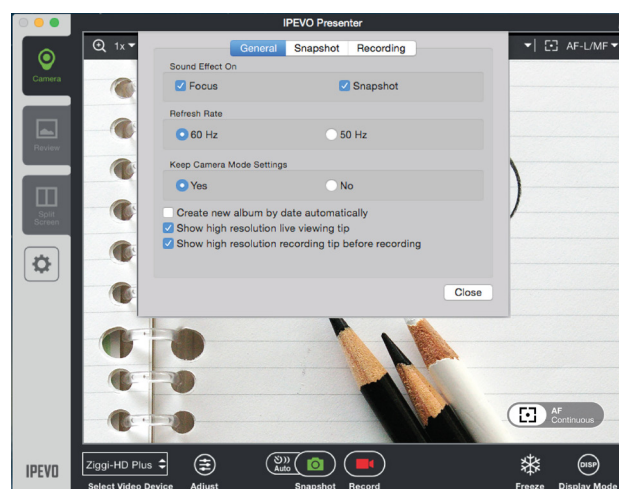 IPEVO Presenter
1x
AF-L/MF
General Snapshot Recording
Sound Effect On
Focus Snapshot
Refresh Rate
60 Hz 50 Hz
Keep Camera Mode Settings
Yes No
Create new album by date automatically
Show high resolution live viewing tip
Show high resolution recording tip before recording
Close
Camera
Review
Split
Screen
AF
Continuous
IPEVO
Ziggi-HD Plus
Auto
DISP
Select Video Device Adjust Snapshot Record Freeze Display Mode